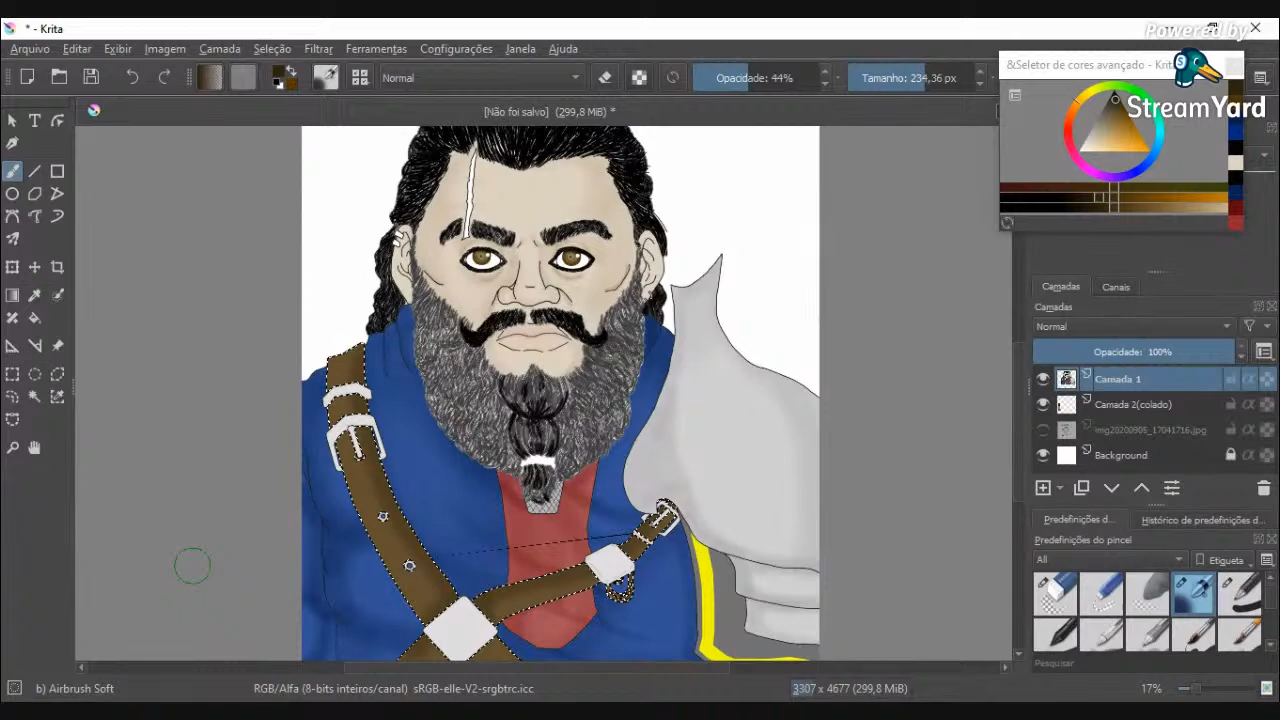 * - Krita
Powered by
Arquivo Editar Exibir Imagem Camada Seleção Filtrar Ferramentas Configurações Janela Ajuda
&Seletor de cores avançado - Krita
StreamYard
Normal
Opacidade: 44%
Tamanho: 234,36 px
[Não foi salvo] (299,8 MiB) *
Camadas Canais
Camadas
Normal
Opacidade: 100%
Camada 1
Camada 2(colado)
img20200905_17041716.jpg
Background
Predefinições d... Histórico de predefinições d...
Predefinições do pincel
All
Etiqueta
Pesquisar
b) Airbrush Soft
RGB/Alfa (8-bits inteiros/canal) sRGB-elle-V2-srgbtrc.icc
3307 x 4677 (299,8 MiB)
17%